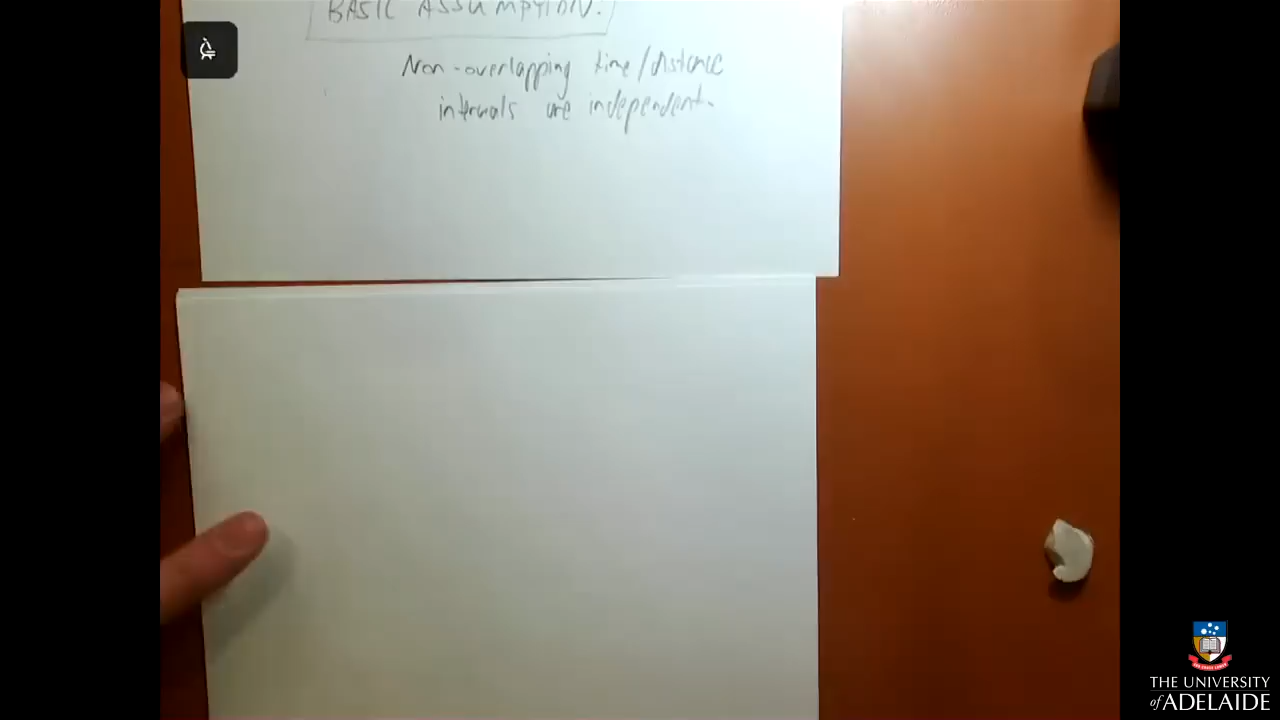 BASIC ASSUMPTION:
Non-overlapping time/distance
intervals are independent.
THE UNIVERSITY
of ADELAIDE